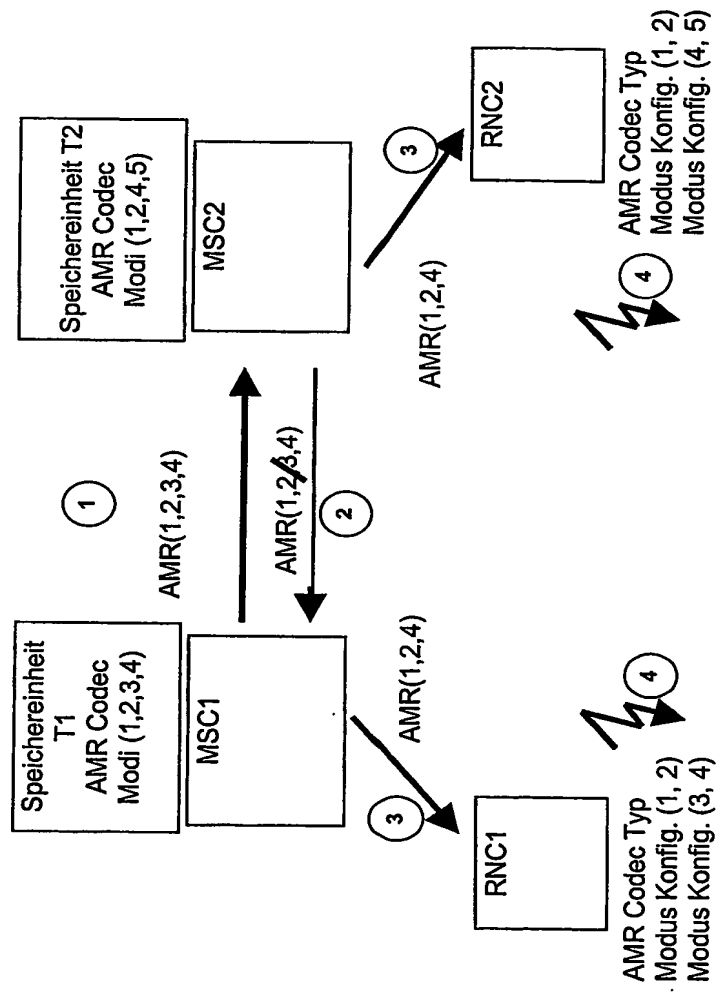 Speichereinheit
T1
AMR Codec
Modi (1,2,3,4)
MSC1
1
AMR(1,2,3,4)
AMR(1,2,3,4)
2
Speichereinheit T2
AMR Codec
Modi (1,2,4,5)
MSC2
3
AMR(1,2,4)
RNC1
AMR Codec Typ
Modus Konfig. (1, 2)
Modus Konfig. (3, 4)
4
3
AMR(1,2,4)
RNC2
AMR Codec Typ
Modus Konfig. (1, 2)
Modus Konfig. (4, 5)
4